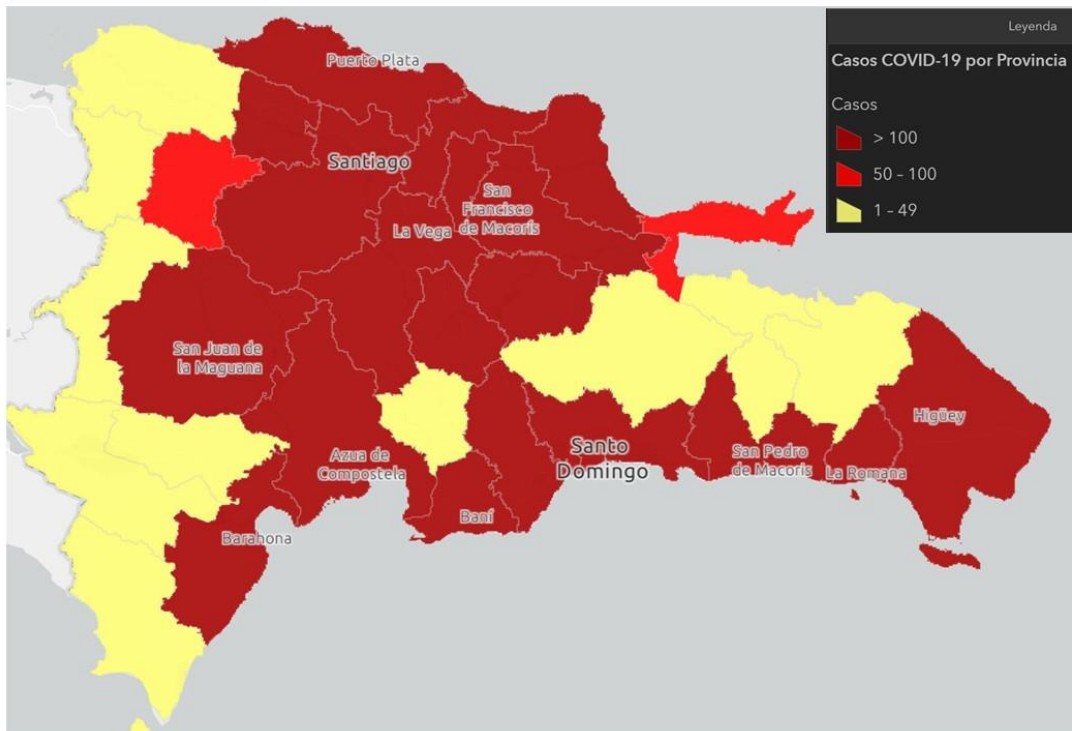 Leyenda
Casos COVID-19 por Provincia
Casos
> 100
50 – 100
1 – 49
Puerto Plata
Santiago
San
Francisco
de Macorís
La Vega
San Juan de
la Maguana
Higüey
Azua de
Compostela
Santo
Domingo
San Pedro
de Macorís
La Romana
Baní
Barahona